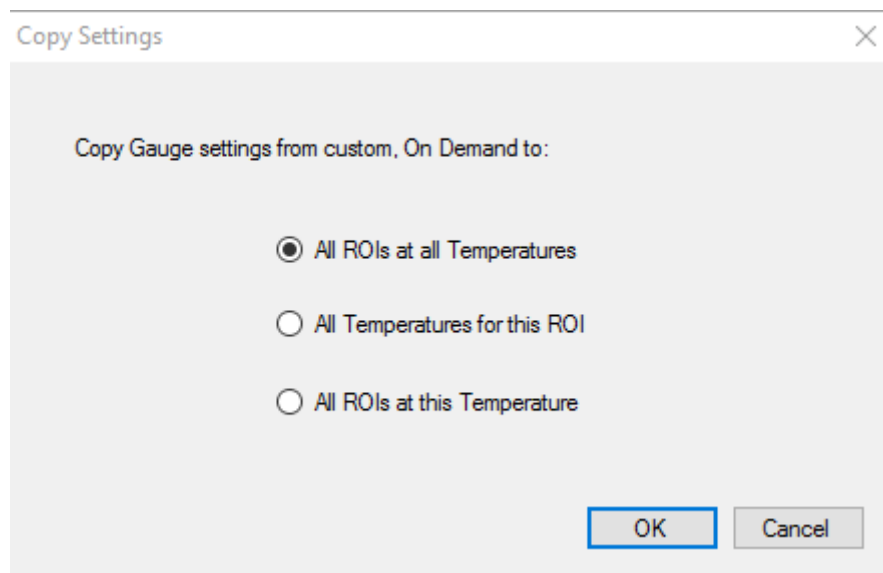 Copy Settings
Copy Gauge settings from custom, On Demand to:
All ROIs at all Temperatures
All Temperatures for this ROI
All ROIs at this Temperature
OK Cancel